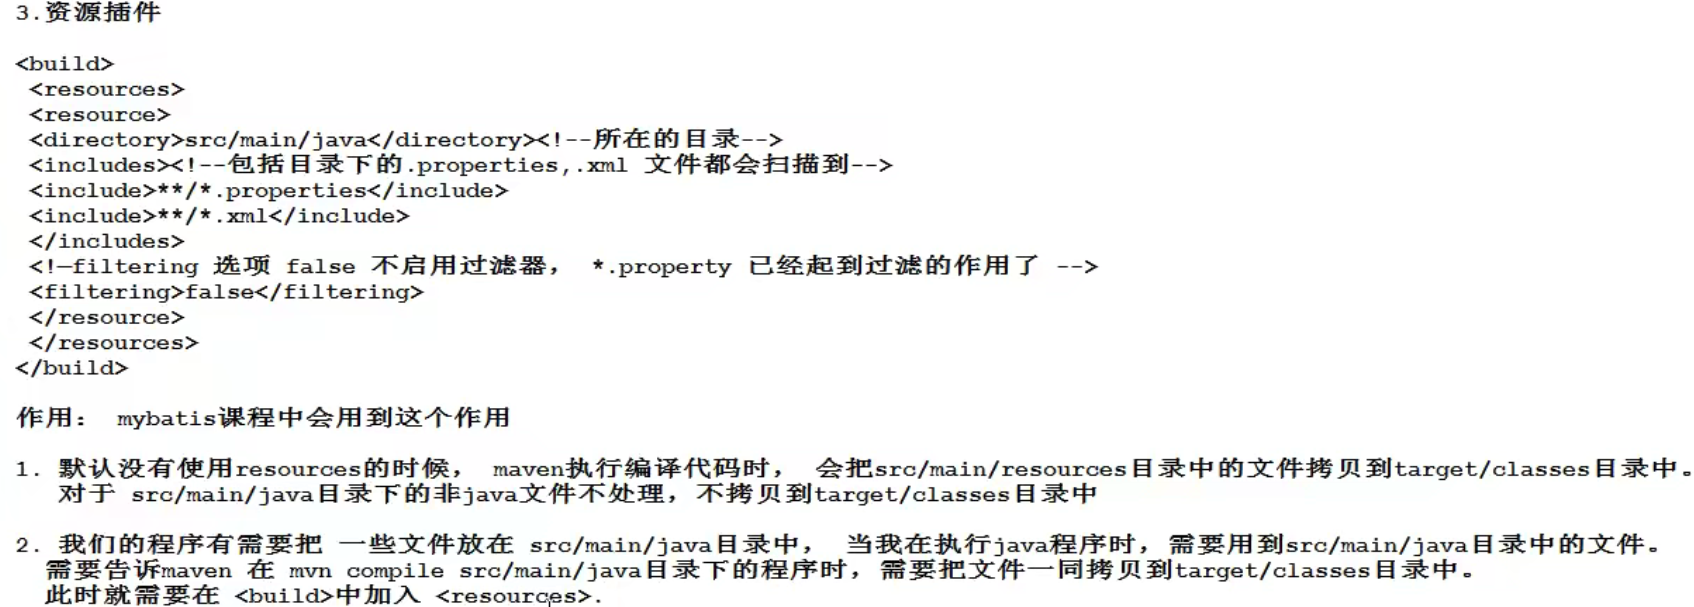 3.资源插件
<build>
<resources>
<resource>
<directory>src/main/java</directory><!--所在的目录-->
<includes><!--包括目录下的.properties,.xml 文件都会扫描到-->
<include>**/*.properties</include>
<include>**/*.xml</include>
</includes>
<!—filtering 选项 false 不启用过滤器， *.property 已经起到过滤的作用了 -->
<filtering>false</filtering>
</resource>
</resources>
</build>
作用： mybatis课程中会用到这个作用
1. 默认没有使用resources的时候， maven执行编译代码时， 会把src/main/resources目录中的文件拷贝到target/classes目录中。
对于 src/main/java目录下的非java文件不处理，不拷贝到target/classes目录中
2. 我们的程序有需要把 一些文件放在 src/main/java目录中， 当我在执行java程序时，需要用到src/main/java目录中的文件。
需要告诉maven 在 mvn compile src/main/java目录下的程序时，需要把文件一同拷贝到target/classes目录中。
此时就需要在 <build>中加入 <resources>.